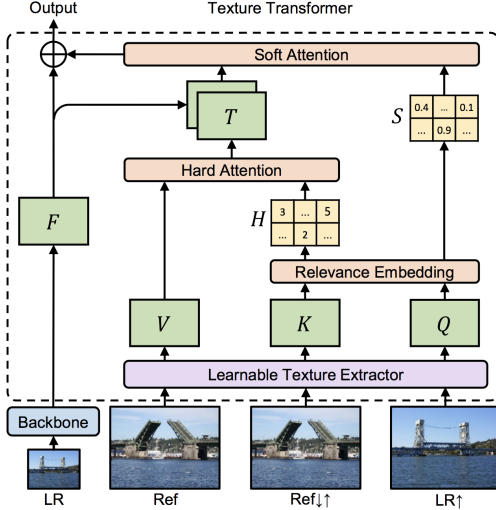 Output
Texture Transformer
Soft Attention
T
S
0.4 ... 0.1
... 0.9 ...
Hard Attention
F
H
3 ... 5
... 2 ...
Relevance Embedding
V
K
Q
Learnable Texture Extractor
Backbone
LR
Ref
Ref↓↑
LR↑